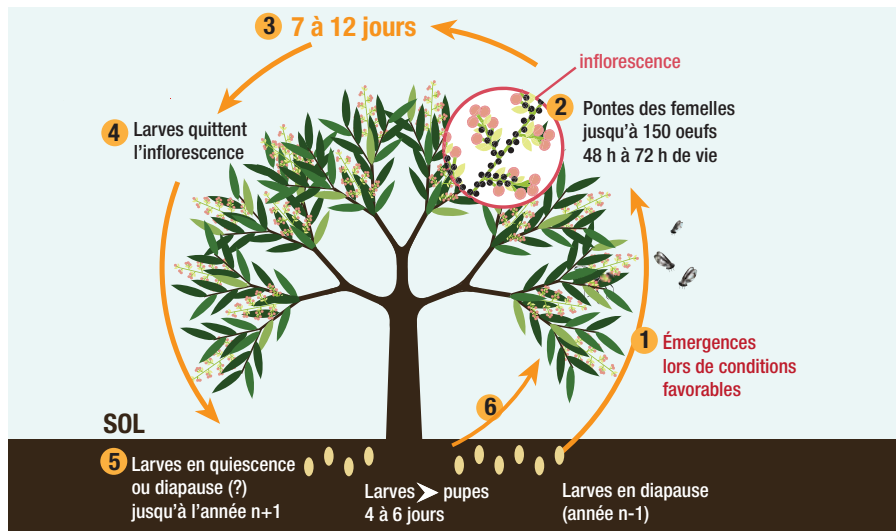 3 7 à 12 jours
inflorescence
2 Pontes des femelles
jusqu'à 150 oeufs
48 h à 72 h de vie
4 Larves quittent
l'inflorescence
1 Émergences
lors de conditions
favorables
6
SOL
5 Larves en quiescence
ou diapause (?)
jusqu'à l'année n+1
Larves ➤ pupes
4 à 6 jours
Larves en diapause
(année n-1)